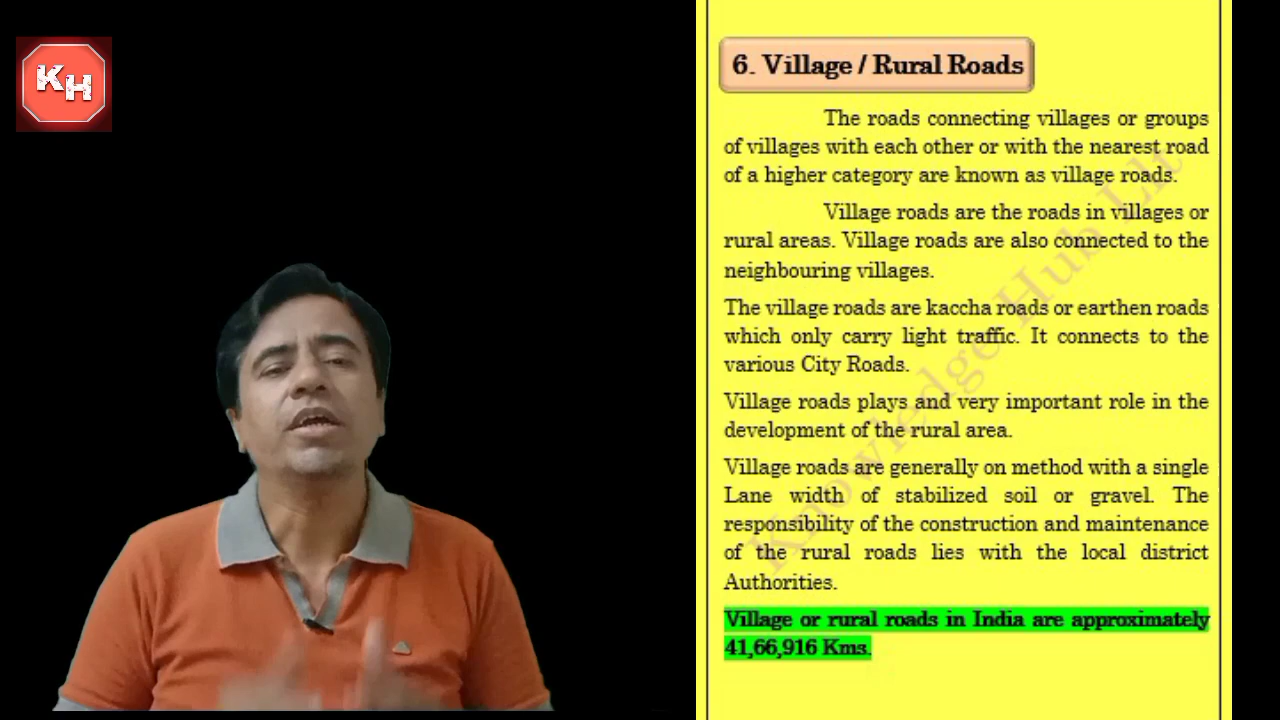 KH
6. Village / Rural Roads
The roads connecting villages or groups
of villages with each other or with the nearest road
of a higher category are known as village roads.
Village roads are the roads in villages or
rural areas. Village roads are also connected to the
neighbouring villages.
The village roads are kaccha roads or earthen roads
which only carry light traffic. It connects to the
various City Roads.
Village roads plays and very important role in the
development of the rural area.
Village roads are generally on method with a single
Lane width of stabilized soil or gravel. The
responsibility of the construction and maintenance
of the rural roads lies with the local district
Authorities.
Village or rural roads in India are approximately
41,66,916 Kms.
Knowledge Hub Llt